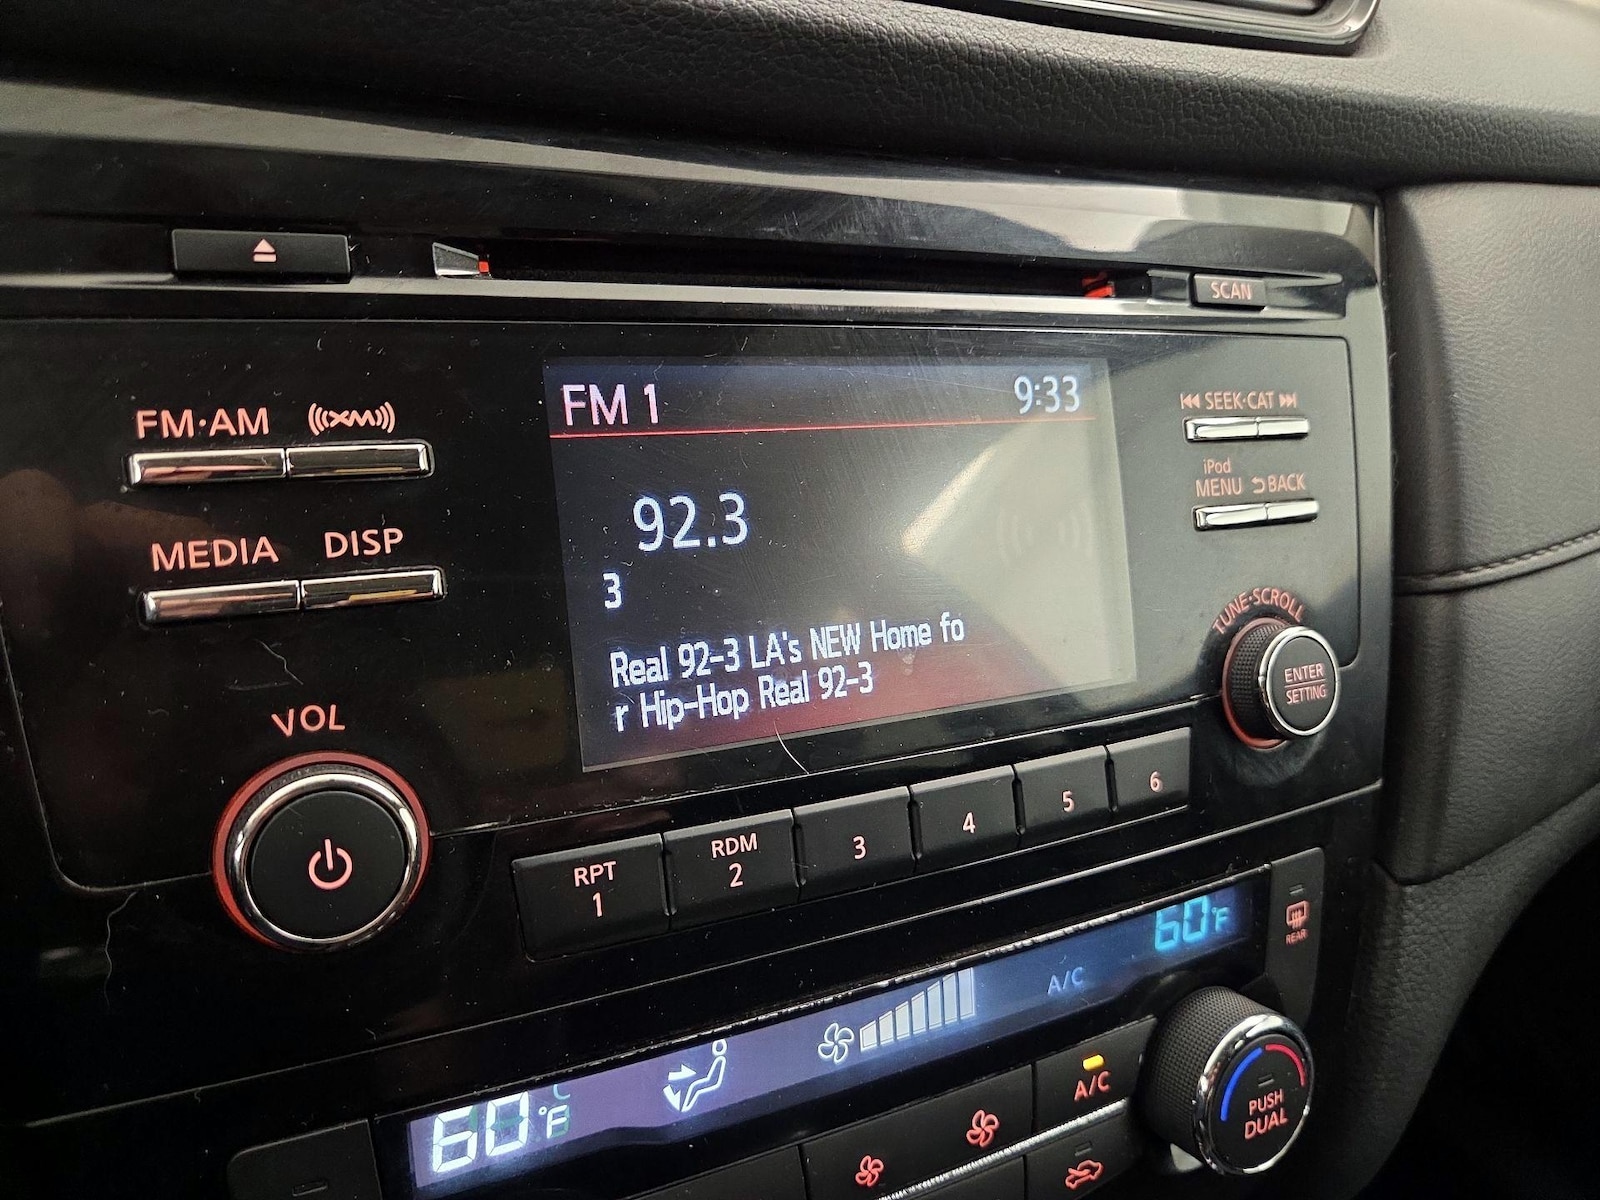 SCAN
FM·AM XM
FM 1 9:33
SEEK·CAT
92.3
iPod
MENU BACK
MEDIA DISP
3
TUNE·SCROLL
Real 92-3 LA's NEW Home fo
r Hip-Hop Real 92-3
ENTER
SETTING
VOL
RPT
1
RDM
2
3
4
5
6
60°F
REAR
A/C
60°F
A/C
PUSH
DUAL